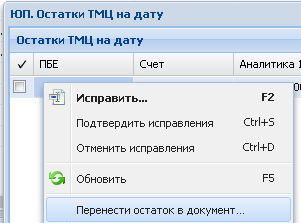 ЮП. Остатки ТМЦ на дату
Остатки ТМЦ на дату
✓ ПБЕ Счет Аналитика 1
Исправить... F2
Подтвердить исправления Ctrl+S
Отменить исправления Ctrl+D
Обновить F5
Перенести остаток в документ...